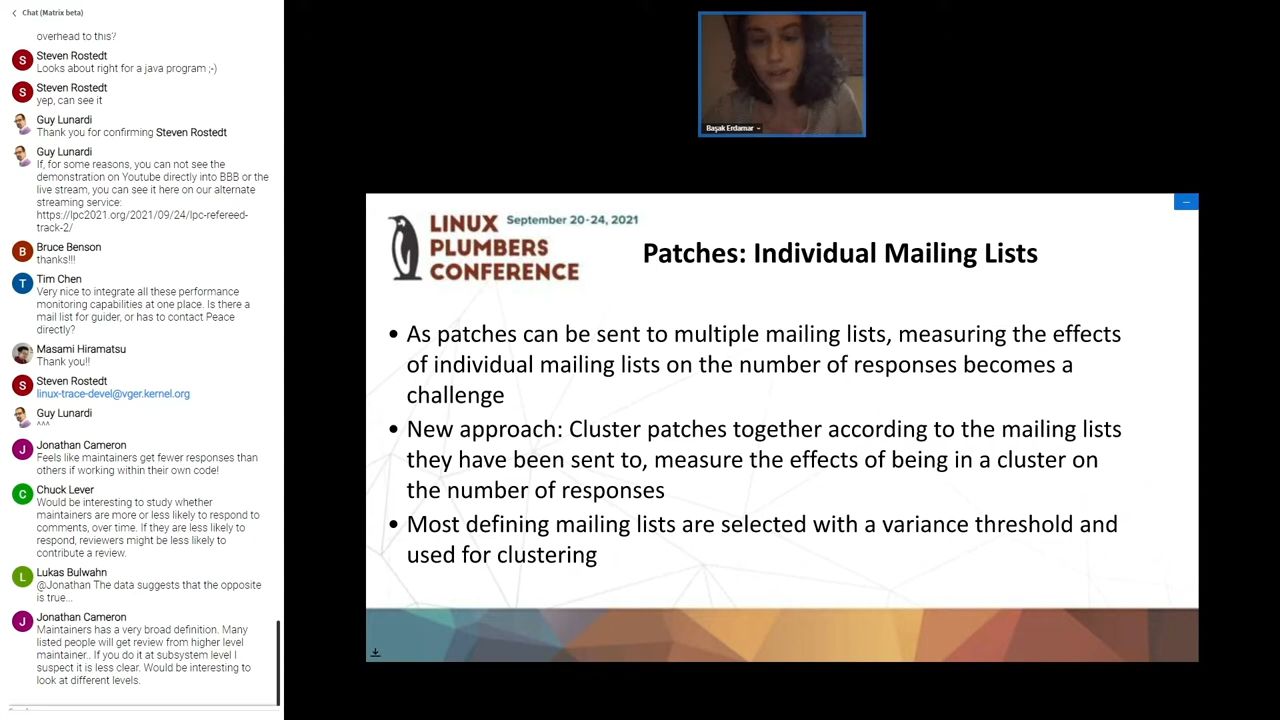 Chat (Matrix beta)
overhead to this?
S
Steven Rostedt
Looks about right for a java program ;-)
S
Steven Rostedt
yep, can see it
Guy Lunardi
Thank you for confirming Steven Rostedt
Guy Lunardi
If, for some reasons, you can not see the
demonstration on Youtube directly into BBB or the
live stream, you can see it here on our alternate
streaming service:
https://lpc2021.org/2021/09/24/lpc-refereed-
track-2/
B
Bruce Benson
thanks!!!
T
Tim Chen
Very nice to integrate all these performance
monitoring capabilities at one place. Is there a
mail list for guider, or has to contact Peace
directly?
Masami Hiramatsu
Thank you!!
S
Steven Rostedt
linux-trace-devel@vger.kernel.org
Guy Lunardi
^^^
J
Jonathan Cameron
Feels like maintainers get fewer responses than
others if working within their own code!
C
Chuck Lever
Would be interesting to study whether
maintainers are more or less likely to respond to
comments, over time. If they are less likely to
respond, reviewers might be less likely to
contribute a review.
L
Lukas Bulwahn
@Jonathan The data suggests that the opposite
is true...
J
Jonathan Cameron
Maintainers has a very broad definition. Many
listed people will get review from higher level
maintainer.. If you do it at subsystem level I
suspect it is less clear. Would be interesting to
look at different levels.
Başak Erdamar
LINUX
September 20-24, 2021
PLUMBERS
CONFERENCE
Patches: Individual Mailing Lists
• As patches can be sent to multiple mailing lists, measuring the effects
of individual mailing lists on the number of responses becomes a
challenge
• New approach: Cluster patches together according to the mailing lists
they have been sent to, measure the effects of being in a cluster on
the number of responses
• Most defining mailing lists are selected with a variance threshold and
used for clustering